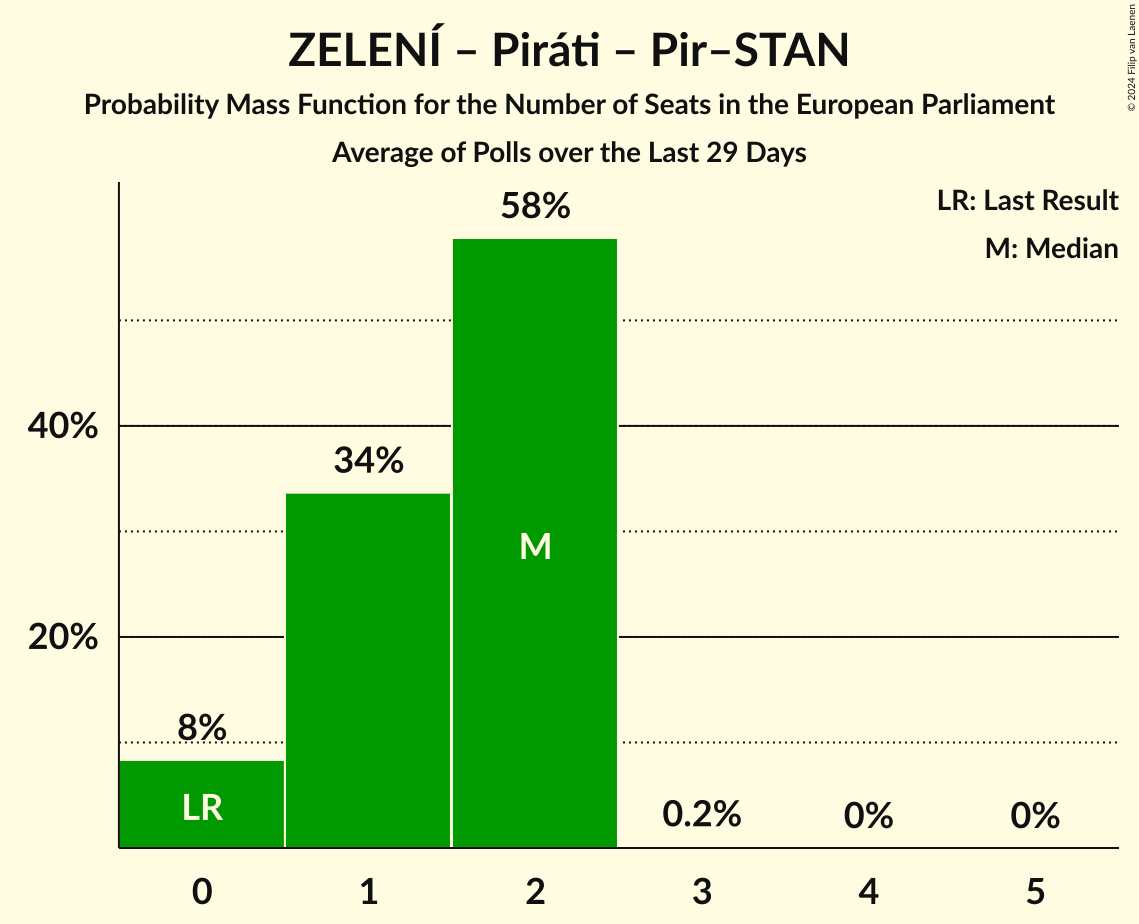 ZELENÍ – Piráti – Pir–STAN
Probability Mass Function for the Number of Seats in the European Parliament
Average of Polls over the Last 29 Days
© 2024 Filip van Laenen
LR: Last Result
M: Median
58%
40%
34%
M
20%
8%
LR
0.2%
0%
0%
0
1
2
3
4
5